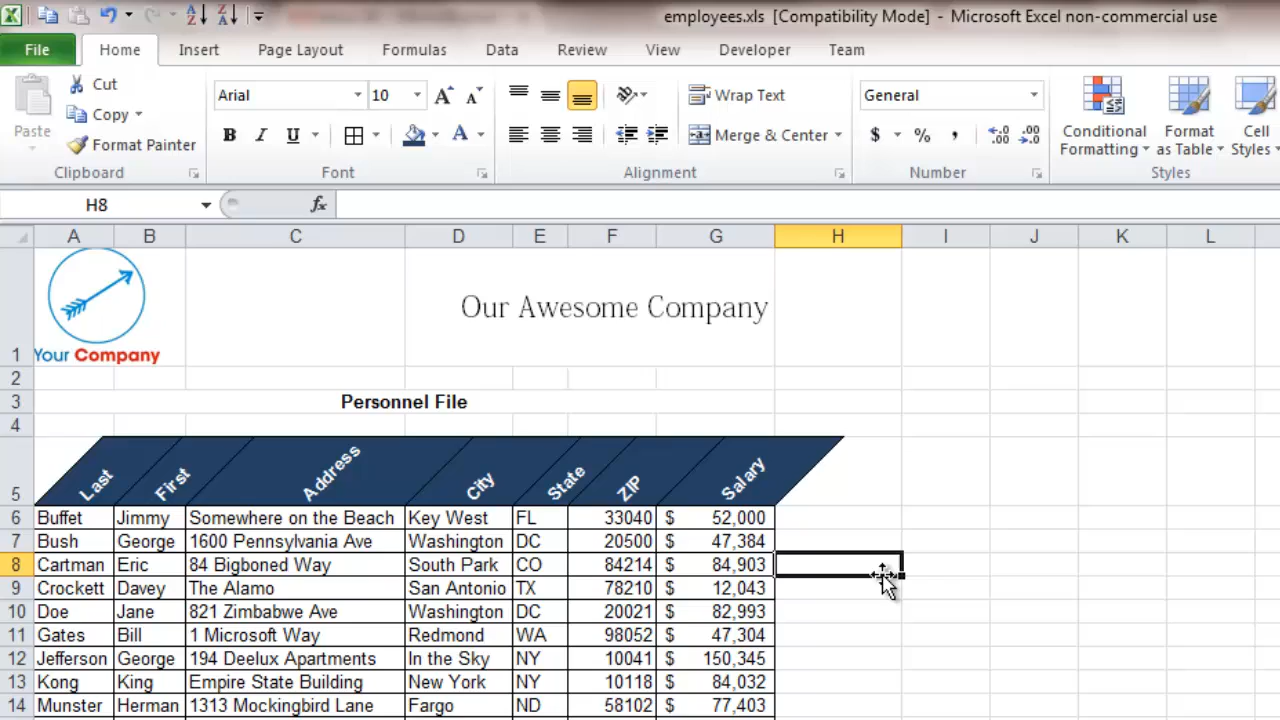 employees.xls [Compatibility Mode] - Microsoft Excel non-commercial use
File Home Insert Page Layout Formulas Data Review View Developer Team
Paste Cut Copy Format Painter
Arial 10
Wrap Text
Merge & Center
General
$ % ,
Conditional Formatting Format as Table Cell Styles
Clipboard Font Alignment Number Styles
H8 fx
A B C D E F G H I J K L
1 Your Company Our Awesome Company
2
3 Personnel File
4
5 Last First Address City State ZIP Salary
6 Buffet Jimmy Somewhere on the Beach Key West FL 33040 $ 52,000
7 Bush George 1600 Pennsylvania Ave Washington DC 20500 $ 47,384
8 Cartman Eric 84 Bigboned Way South Park CO 84214 $ 84,903
9 Crockett Davey The Alamo San Antonio TX 78210 $ 12,043
10 Doe Jane 821 Zimbabwe Ave Washington DC 20021 $ 82,993
11 Gates Bill 1 Microsoft Way Redmond WA 98052 $ 47,304
12 Jefferson George 194 Deelux Apartments In the Sky NY 10041 $ 150,345
13 Kong King Empire State Building New York NY 10118 $ 84,032
14 Munster Herman 1313 Mockingbird Lane Fargo ND 58102 $ 77,403